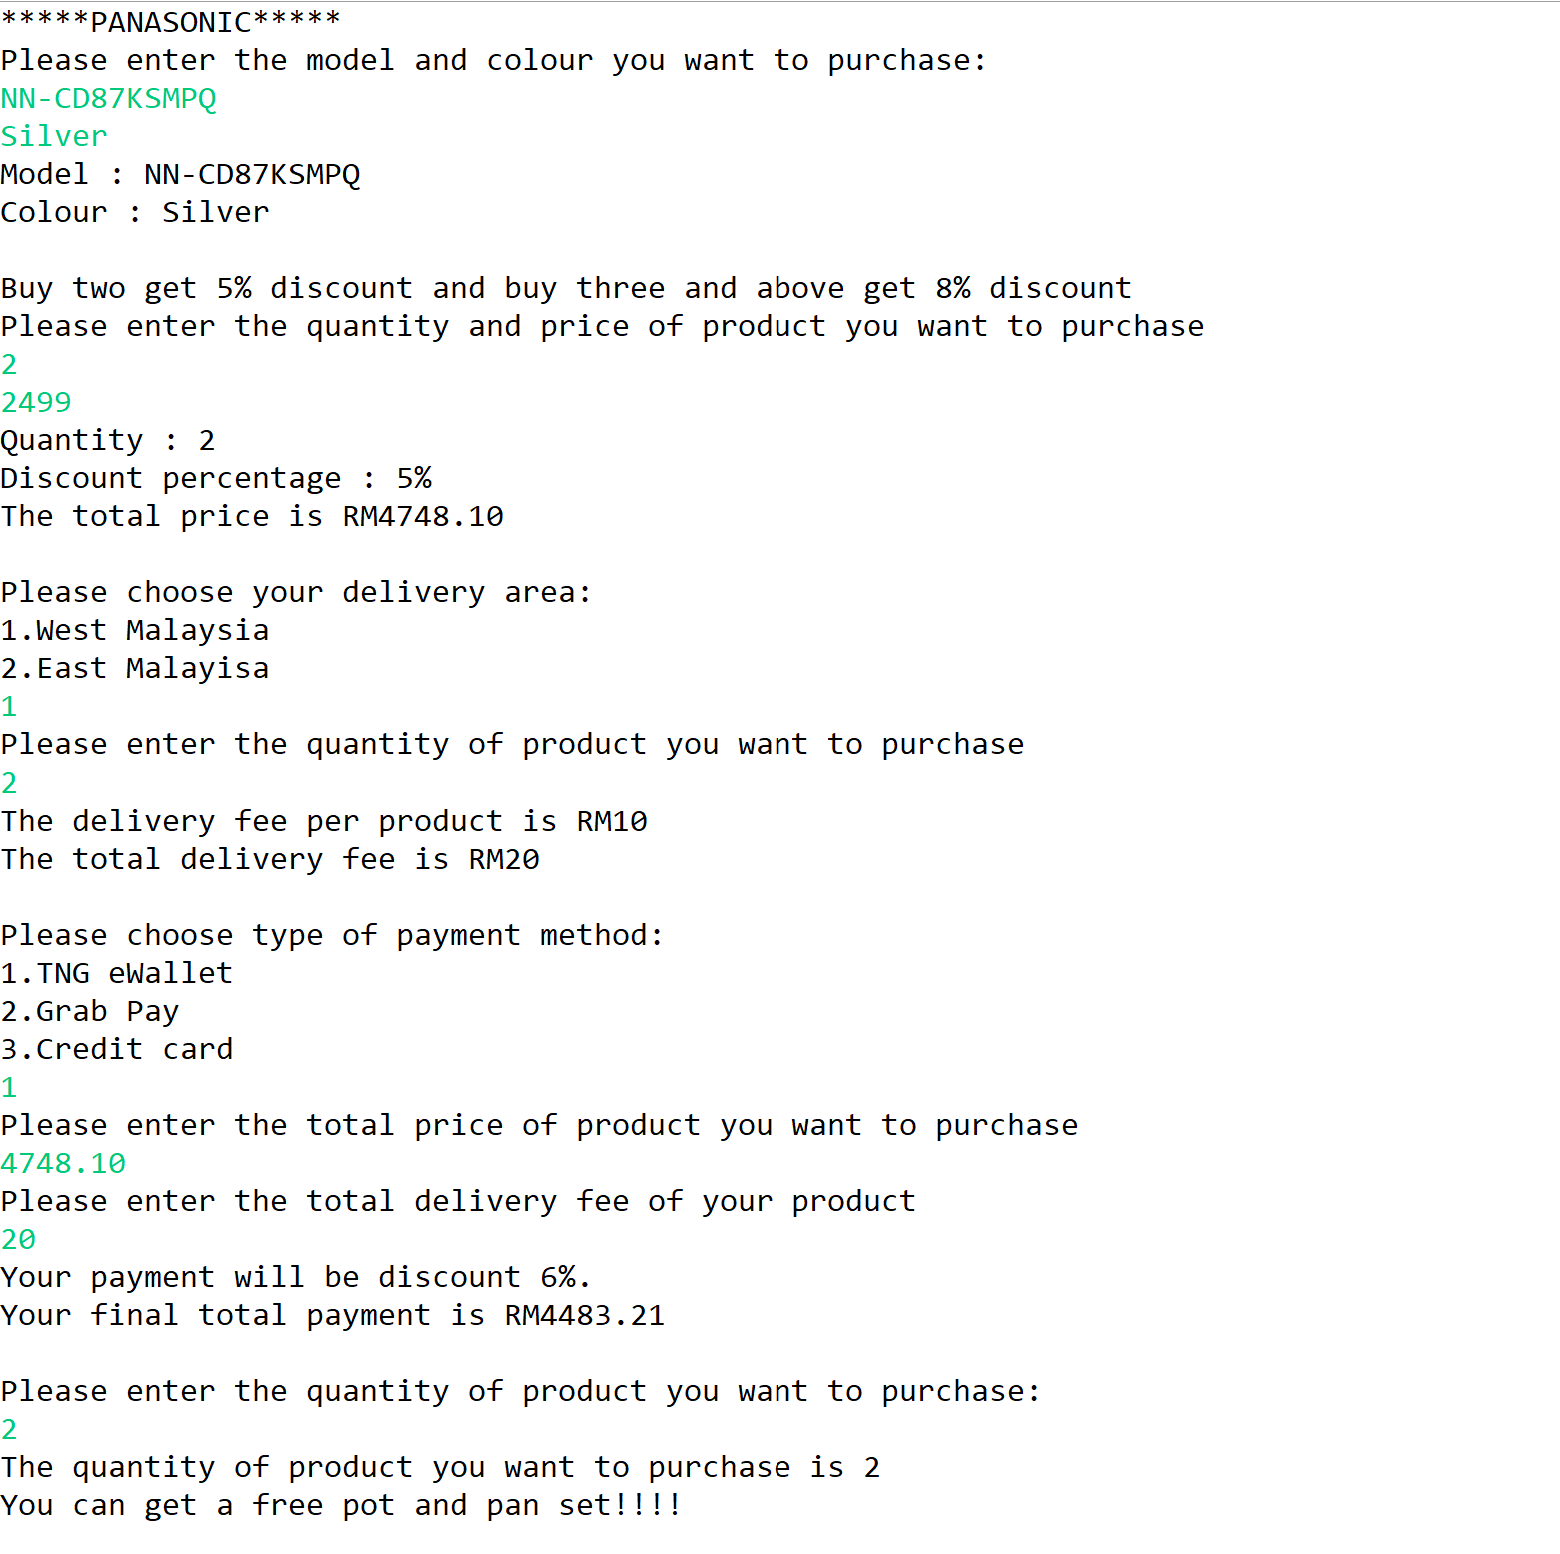 *****PANASONIC*****
Please enter the model and colour you want to purchase:
NN-CD87KSMPQ
Silver
Model : NN-CD87KSMPQ
Colour : Silver
Buy two get 5% discount and buy three and above get 8% discount
Please enter the quantity and price of product you want to purchase
2
2499
Quantity : 2
Discount percentage : 5%
The total price is RM4748.10
Please choose your delivery area:
1.West Malaysia
2.East Malayisa
1
Please enter the quantity of product you want to purchase
2
The delivery fee per product is RM10
The total delivery fee is RM20
Please choose type of payment method:
1.TNG eWallet
2.Grab Pay
3.Credit card
1
Please enter the total price of product you want to purchase
4748.10
Please enter the total delivery fee of your product
20
Your payment will be discount 6%.
Your final total payment is RM4483.21
Please enter the quantity of product you want to purchase:
2
The quantity of product you want to purchase is 2
You can get a free pot and pan set!!!!